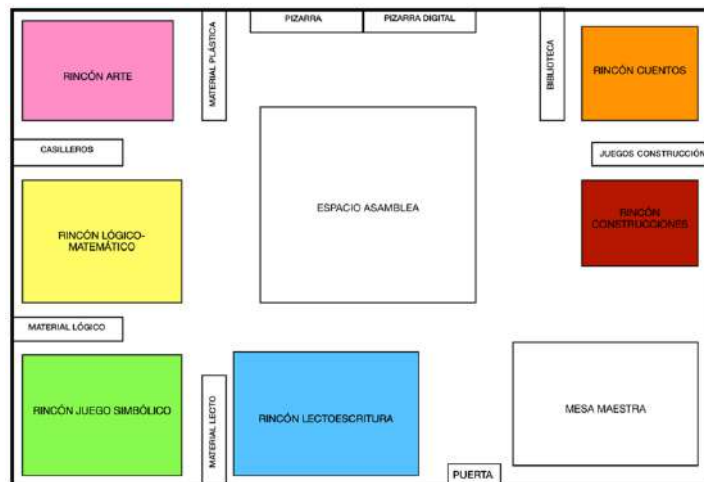 PIZARRA
PIZARRA DIGITAL
RINCÓN ARTE
MATERIAL PLÁSTICA
BIBLIOTECA
RINCÓN CUENTOS
CASILLEROS
JUEGOS CONSTRUCCIÓN
ESPACIO ASAMBLEA
RINCÓN LÓGICO-
MATEMÁTICO
RINCÓN
CONSTRUCCIONES
MATERIAL LÓGICO
RINCÓN JUEGO SIMBÓLICO
MATERIAL LECTO
RINCÓN LECTOESCRITURA
MESA MAESTRA
PUERTA